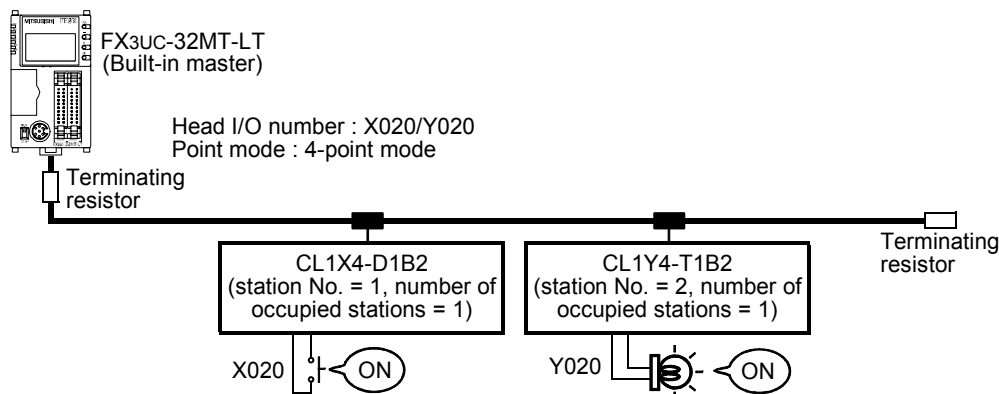 MITSUBISHI
FX3UC-32MT-LT
(Built-in master)
Head I/O number : X020/Y020
Point mode : 4-point mode
Terminating
resistor
Terminating
resistor
CL1X4-D1B2
(station No. = 1, number of
occupied stations = 1)
CL1Y4-T1B2
(station No. = 2, number of
occupied stations = 1)
X020
ON
Y020
ON